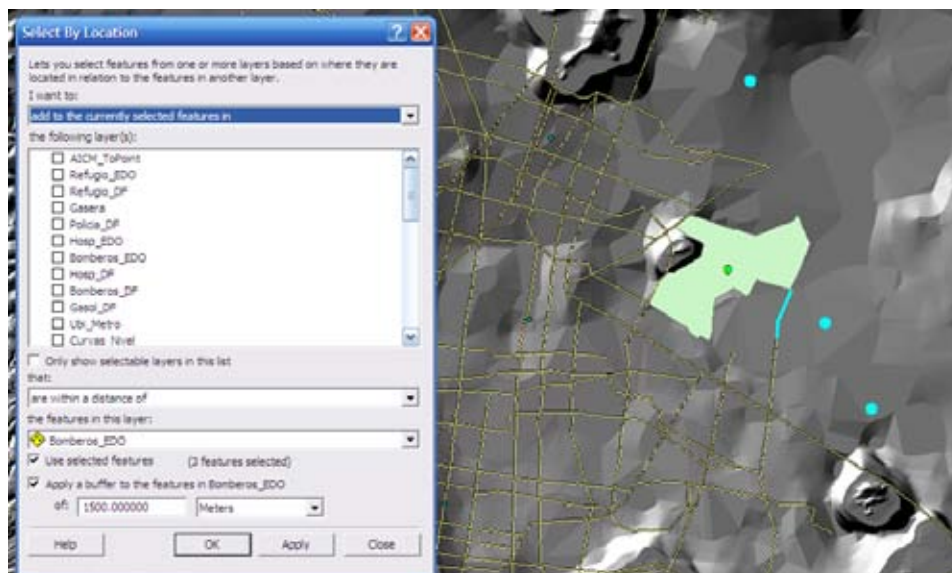 Select By Location
Lets you select features from one or more layers based on where they are
located in relation to the features in another layer.
I want to:
add to the currently selected features in
the following layer(s):
AICM_ToPoint
Refugio_EDO
Refugio_DF
Gasera
Policia_DF
Hosp_EDO
Bomberos_EDO
Hosp_DF
Bomberos_DF
Gasol_DF
Ubi_Metro
Curvas_Nivel
Only show selectable layers in this list
that:
are within a distance of
the features in this layer:
Bomberos_EDO
Use selected features (3 features selected)
Apply a buffer to the features in Bomberos_EDO
of: 1500.000000 Meters
Help OK Apply Close